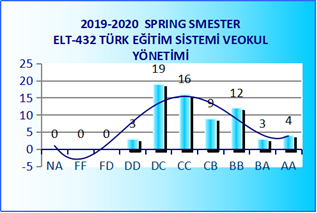 2019-2020 SPRING SMESTER
ELT-432 TÜRK EĞİTİM SİSTEMİ VEOKUL
YÖNETİMİ
25
20
15
10
5
0
-5
0 0 0 3 19 16 9 12 3 4
NA FF FD DD DC CC CB BB BA AA